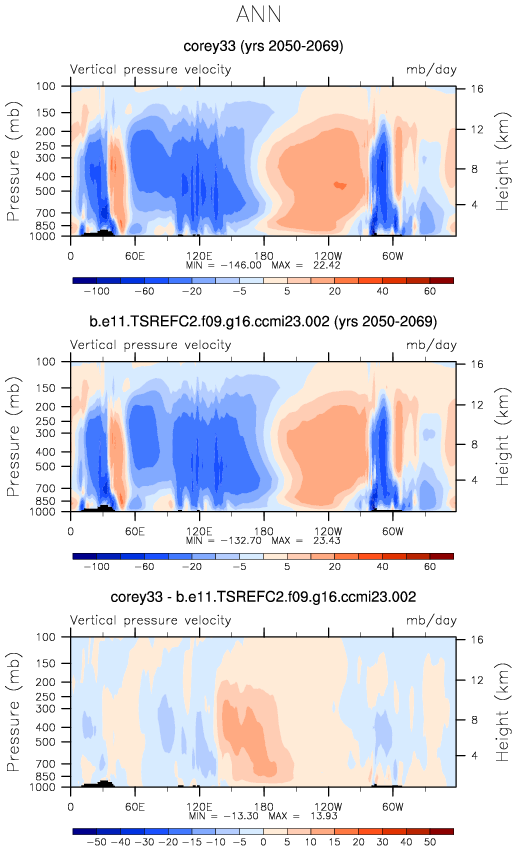 ANN
corey33 (yrs 2050-2069)
Vertical pressure velocity mb/day
100
150
200
250
300
400
500
700
850
1000
Pressure (mb)
16
12
8
4
Height (km)
0 60E 120E 180 120W 60W
MIN = -146.00 MAX = 22.42
-100 -60 -40 -20 -5 5 20 40 60
b.e11.TSREFC2.f09.g16.ccmi23.002 (yrs 2050-2069)
Vertical pressure velocity mb/day
100
150
200
250
300
400
500
700
850
1000
Pressure (mb)
16
12
8
4
Height (km)
0 60E 120E 180 120W 60W
MIN = -132.70 MAX = 23.43
-100 -60 -40 -20 -5 5 20 40 60
corey33 - b.e11.TSREFC2.f09.g16.ccmi23.002
Vertical pressure velocity mb/day
100
150
200
250
300
400
500
700
850
1000
Pressure (mb)
16
12
8
4
Height (km)
0 60E 120E 180 120W 60W
MIN = -13.30 MAX = 13.93
-50 -40 -30 -20 -15 -10 -5 0 5 10 15 20 30 40 50